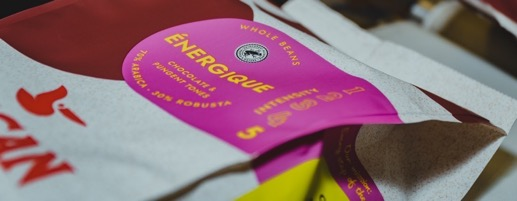 WHOLE BEANS
ÉNERGIQUE
CHOCOLATE &
PUNGENT TONES
70% ARABICA - 30% ROBUSTA
INTENSITY
5
CAN